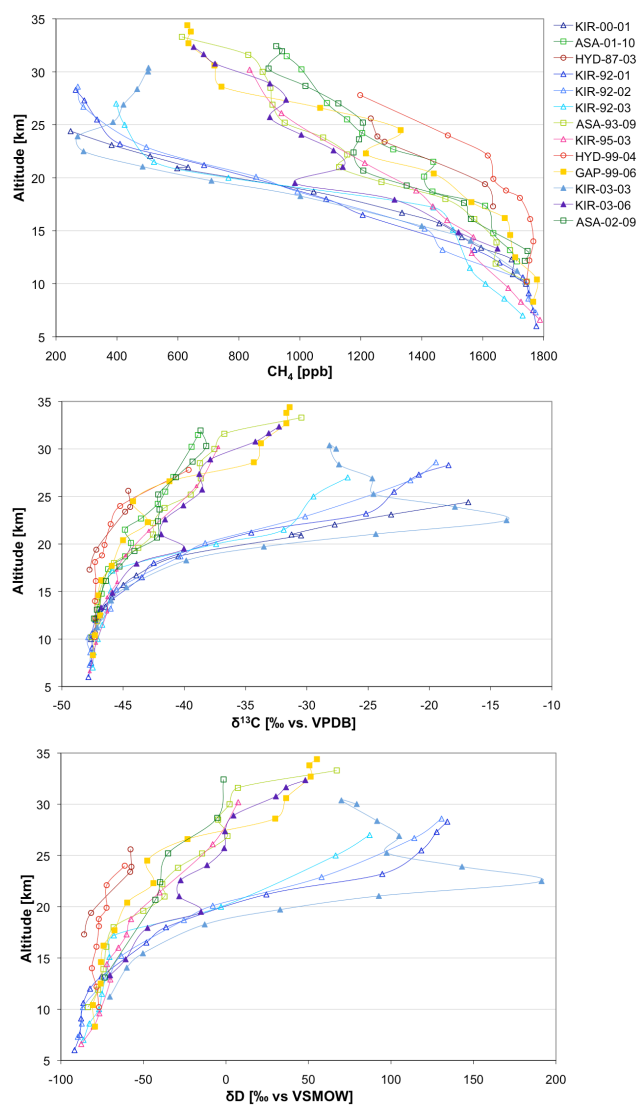 40
35
30
25
20
15
10
5
Altitude [km]
200 400 600 800 1000 1200 1400 1600 1800
CH4 [ppb]
KIR-00-01
ASA-01-10
HYD-87-03
KIR-92-01
KIR-92-02
KIR-92-03
ASA-93-09
KIR-95-03
HYD-99-04
GAP-99-06
KIR-03-03
KIR-03-06
ASA-02-09
35
30
25
20
15
10
5
Altitude [km]
-50 -45 -40 -35 -30 -25 -20 -15 -10
δ13C [‰ vs. VPDB]
35
30
25
20
15
10
5
Altitude [km]
-100 -50 0 50 100 150 200
δD [‰ vs VSMOW]